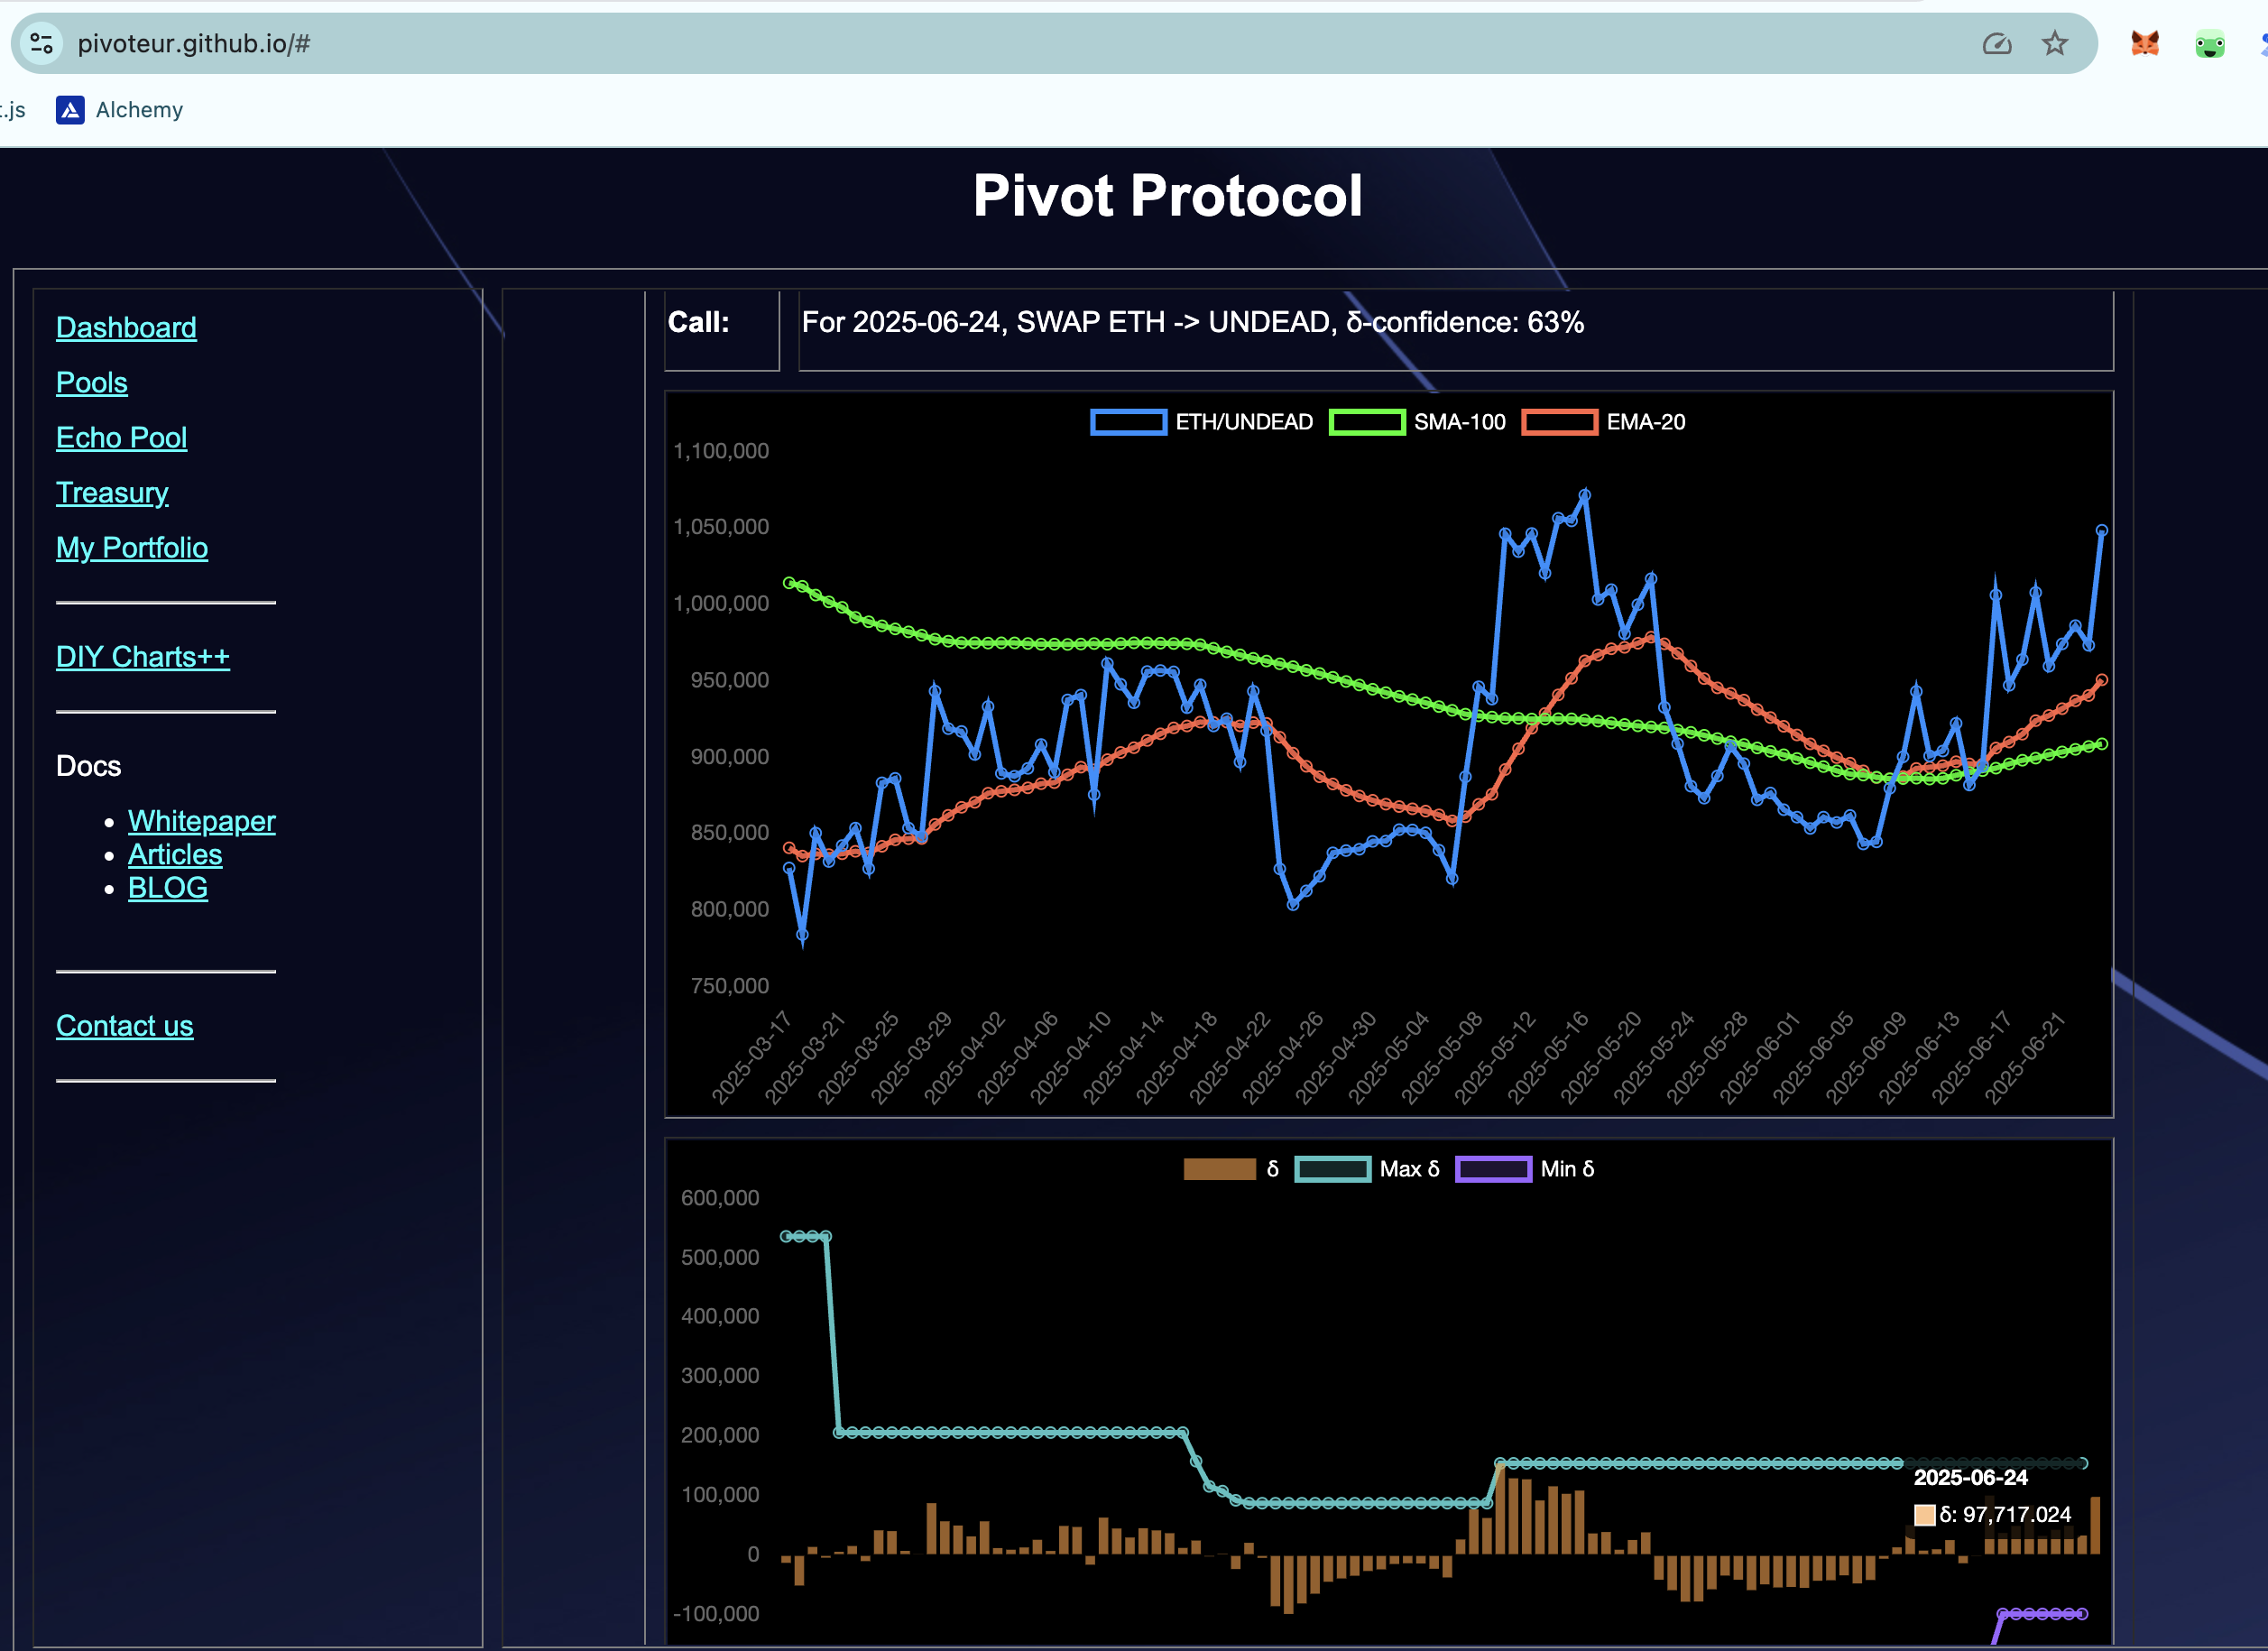 pivoteur.github.io/#
t.js Alchemy
Pivot Protocol
Dashboard
Pools
Echo Pool
Treasury
My Portfolio
DIY Charts++
Docs
Whitepaper
Articles
BLOG
Contact us
Call: For 2025-06-24, SWAP ETH -> UNDEAD, δ-confidence: 63%
ETH/UNDEAD SMA-100 EMA-20
1,100,000
1,050,000
1,000,000
950,000
900,000
850,000
800,000
750,000
2025-03-17
2025-03-21
2025-03-25
2025-03-29
2025-04-02
2025-04-06
2025-04-10
2025-04-14
2025-04-18
2025-04-22
2025-04-26
2025-04-30
2025-05-04
2025-05-08
2025-05-12
2025-05-16
2025-05-20
2025-05-24
2025-05-28
2025-06-01
2025-06-05
2025-06-09
2025-06-13
2025-06-17
2025-06-21
δ Max δ Min δ
600,000
500,000
400,000
300,000
200,000
100,000
0
-100,000
2025-06-24
δ: 97,717.024